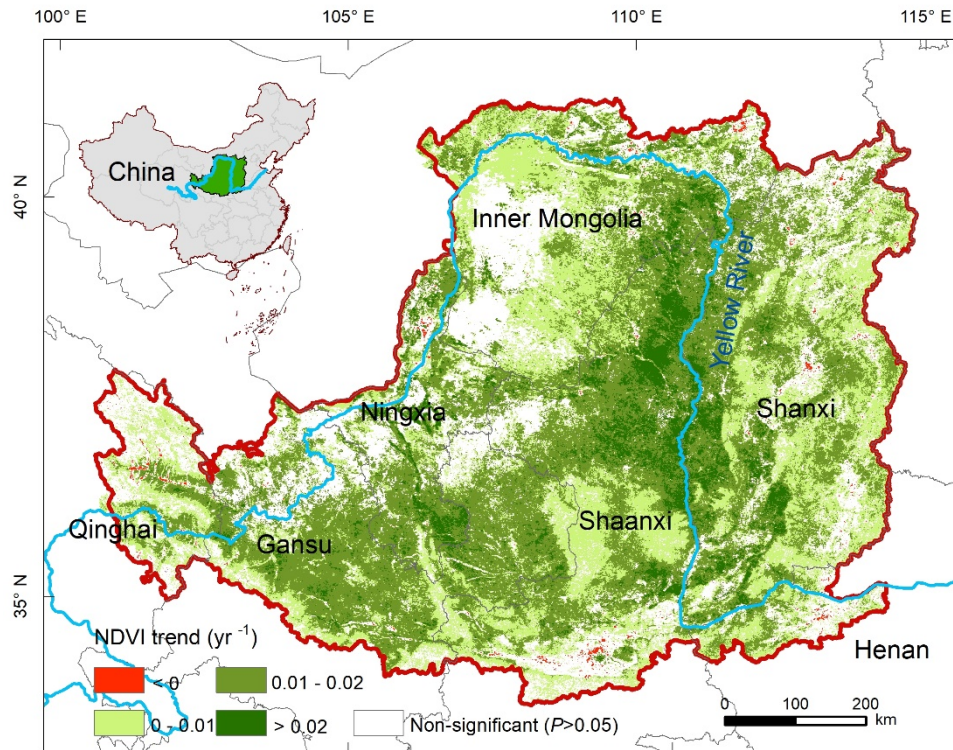 100° E 105° E 110° E 115° E
China
40° N
Inner Mongolia
Yellow River
Ningxia
Shanxi
Qinghai
Gansu
Shaanxi
35° N
NDVI trend (yr ⁻¹)
Henan
< 0
0.01 - 0.02
0 - 0.01
> 0.02
Non-significant (P>0.05)
0 100 200
km